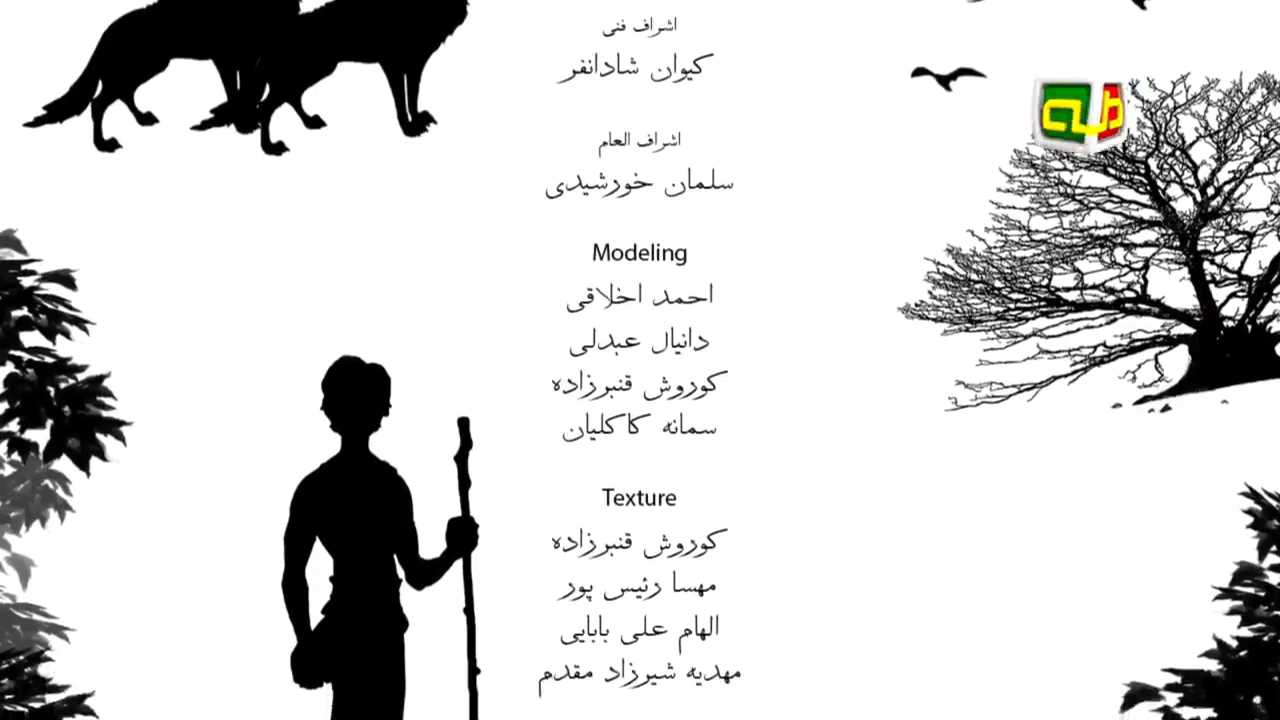 اشراف فنی
کیوان شادانفر
طه
اشراف العام
سلمان خورشیدی
Modeling
احمد اخلاقی
دانیال عبدلی
کوروش قنبرزاده
سمانه کاکلیان
Texture
کوروش قنبرزاده
مهسا رئیس پور
الهام علی بابایی
مهدیه شیرزاد مقدم